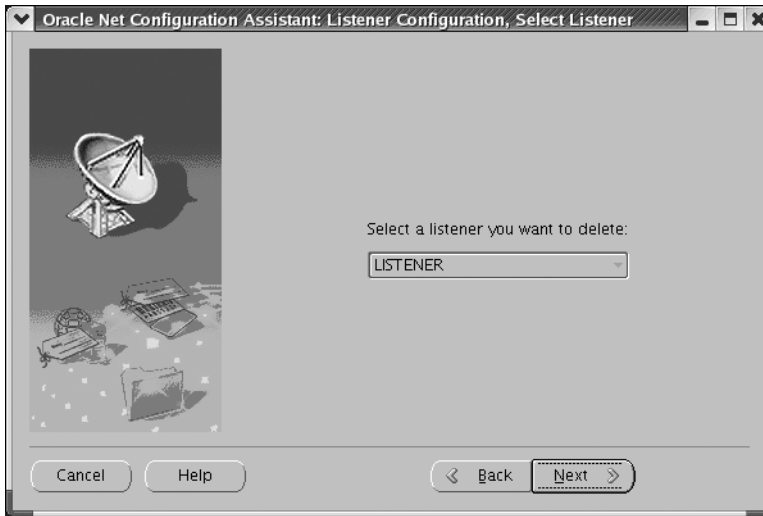 Oracle Net Configuration Assistant: Listener Configuration, Select Listener
Select a listener you want to delete:
LISTENER
Cancel
Help
Back
Next